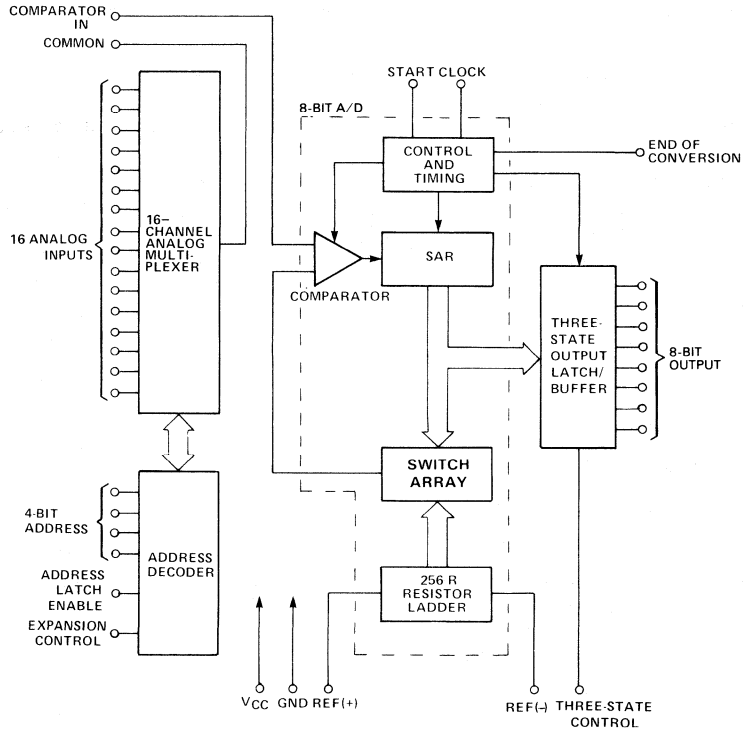 COMPARATOR
IN
COMMON
START CLOCK
8-BIT A/D
CONTROL
AND
TIMING
END OF
CONVERSION
16 ANALOG
INPUTS
16–
CHANNEL
ANALOG
MULTI-
PLEXER
COMPARATOR
SAR
THREE-
STATE
OUTPUT
LATCH/
BUFFER
8-BIT
OUTPUT
SWITCH
ARRAY
4-BIT
ADDRESS
ADDRESS
LATCH
ENABLE
EXPANSION
CONTROL
ADDRESS
DECODER
256 R
RESISTOR
LADDER
VCC
GND
REF(+)
REF(–)
THREE-STATE
CONTROL